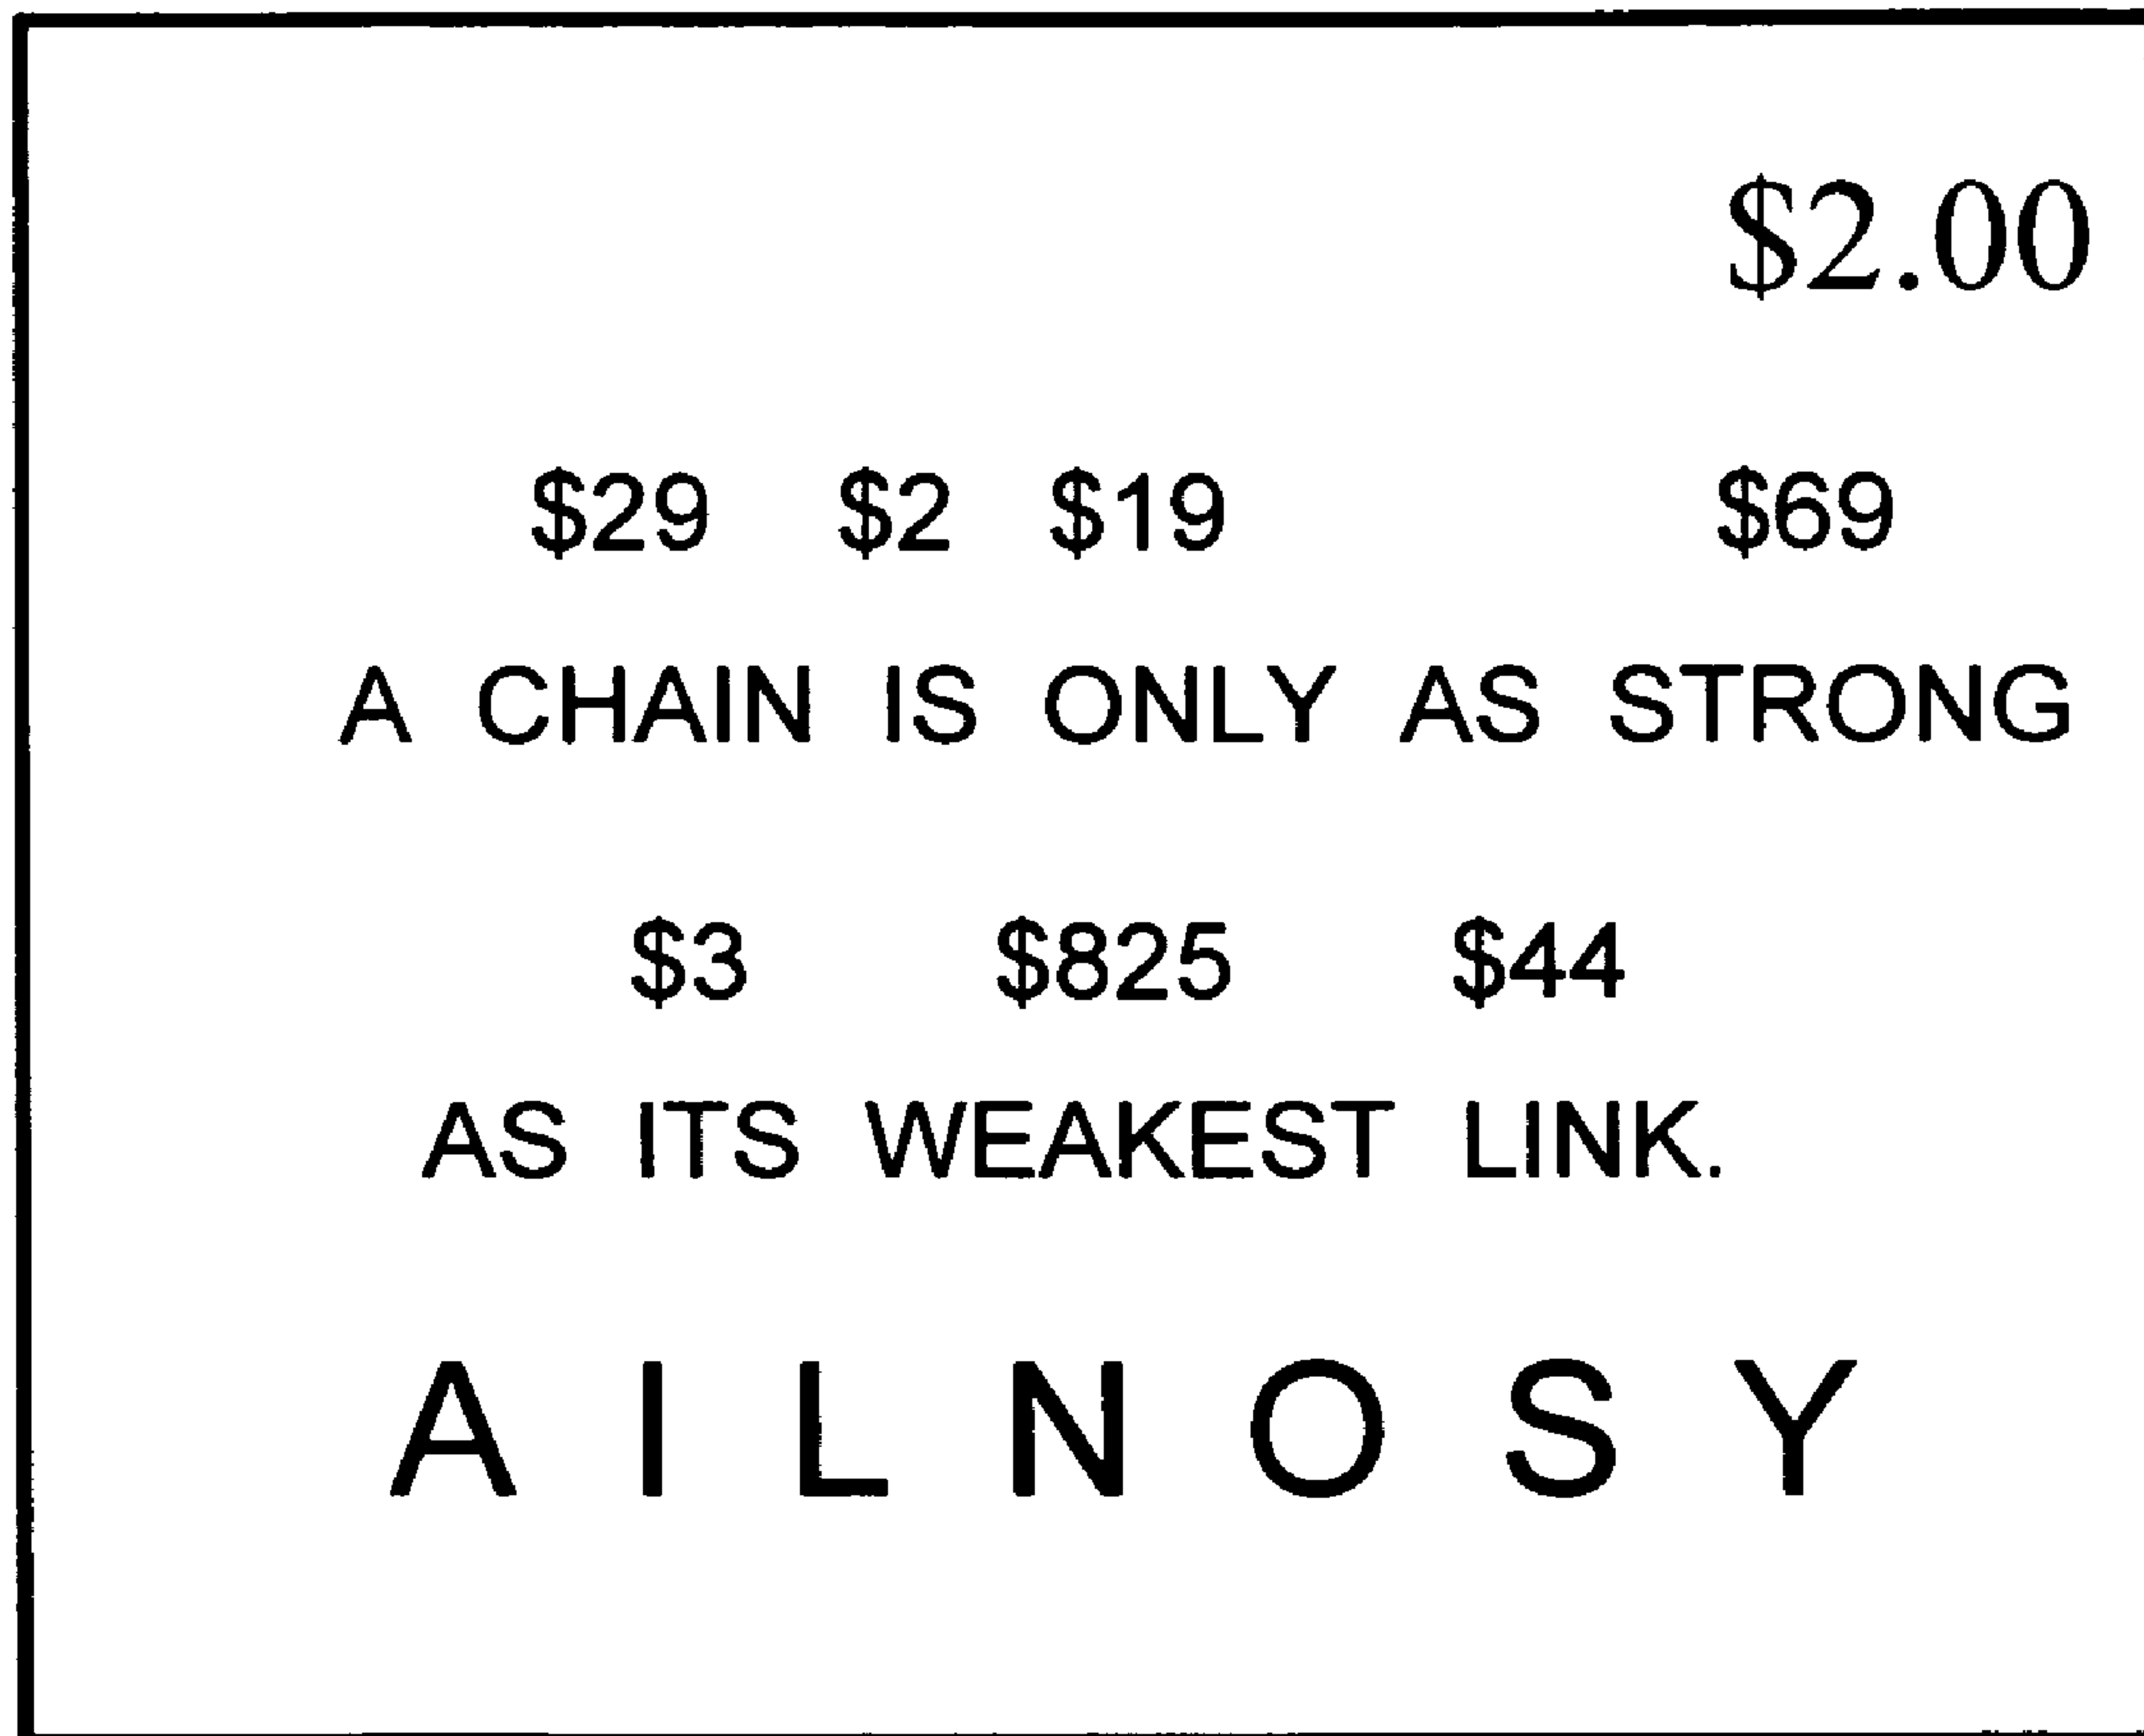 $2.00
$29 $2 $19 $69
A CHAIN IS ONLY AS STRONG
$3 $825 $44
AS ITS WEAKEST LINK.
A I L N O S Y